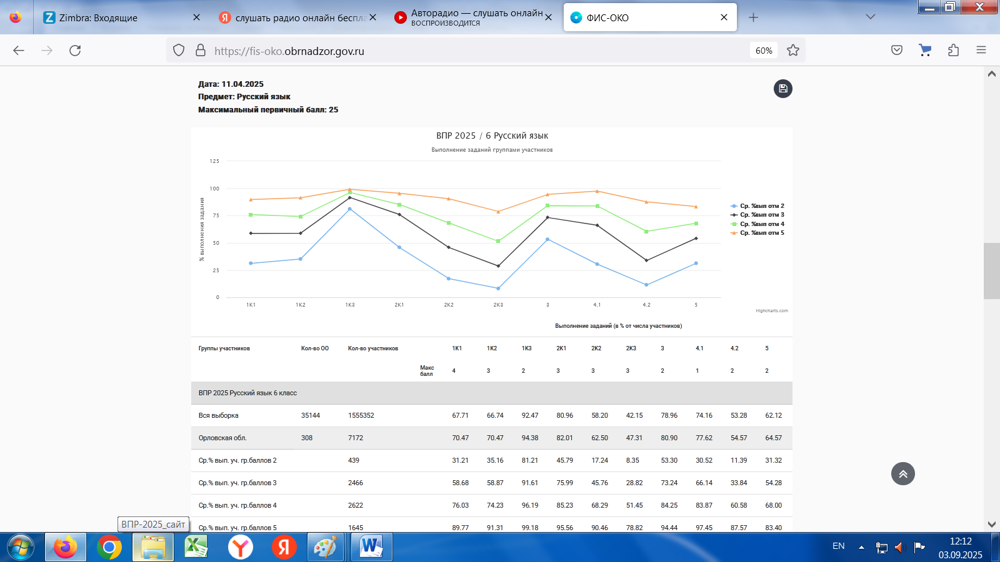 Zimbra: Входящие
слушать радио онлайн беспла
Авторадио — слушать онлайн
ВОСПРОИЗВОДИТСЯ
ФИС-ОКО
https://fis-oko.obrnadzor.gov.ru
60%
Дата: 11.04.2025
Предмет: Русский язык
Максимальный первичный балл: 25
ВПР 2025 / 6 Русский язык
Выполнение заданий группами участников
% выполнения задания
125
100
75
50
25
0
1К1 1К2 1К3 2К1 2К2 2К3 3 4.1 4.2 5
Ср. %вып отм 2
Ср. %вып отм 3
Ср. %вып отм 4
Ср. %вып отм 5
Highcharts.com
Выполнение заданий (в % от числа участников)
Группы участников Кол-во ОО Кол-во участников 1К1 1К2 1К3 2К1 2К2 2К3 3 4.1 4.2 5
Макс балл 4 3 2 3 3 3 2 1 2 2
ВПР 2025 Русский язык 6 класс
Вся выборка 35144 1555352 67.71 66.74 92.47 80.96 58.20 42.15 78.96 74.16 53.28 62.12
Орловская обл. 308 7172 70.47 70.47 94.38 82.01 62.50 47.31 80.90 77.62 54.57 64.57
Ср.% вып. уч. гр.баллов 2 439 31.21 35.16 81.21 45.79 17.24 8.35 53.30 30.52 11.39 31.32
Ср.% вып. уч. гр.баллов 3 2466 58.68 58.87 91.61 75.99 45.76 28.82 73.24 66.14 33.84 54.28
Ср.% вып. уч. гр.баллов 4 2622 76.03 74.23 96.19 85.23 68.29 51.45 84.25 83.87 60.58 68.00
Ср.% вып. уч. гр.баллов 5 1645 89.77 91.31 99.18 95.56 90.46 78.82 94.44 97.45 87.57 83.40
ВПР-2025_сайт
EN
12:12
03.09.2025